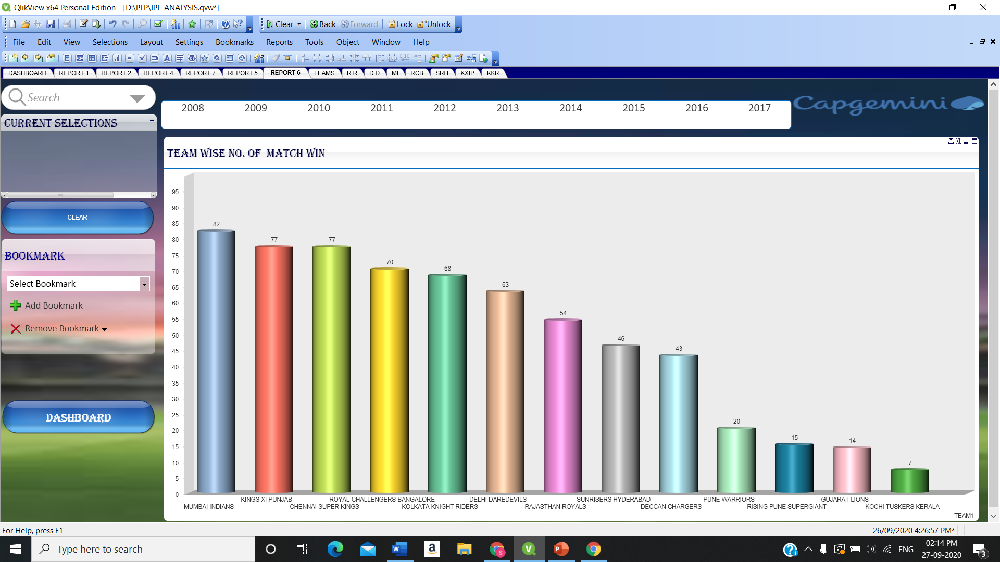 QlikView x64 Personal Edition - [D:\PLP\IPL_ANALYSIS.qvw*]
Clear Back Forward Lock Unlock
File Edit View Selections Layout Settings Bookmarks Reports Tools Object Window Help
DASHBOARD REPORT 1 REPORT 2 REPORT 4 REPORT 7 REPORT 5 REPORT 6 TEAMS R R D D MI RCB SRH KXIP KKR
Search
2008 2009 2010 2011 2012 2013 2014 2015 2016 2017
Capgemini
CURRENT SELECTIONS
CLEAR
BOOKMARK
Select Bookmark
Add Bookmark
Remove Bookmark
DASHBOARD
XL
TEAM WISE NO. OF MATCH WIN
95
90
85
80
75
70
65
60
55
50
45
40
35
30
25
20
15
10
5
0
82
77
77
70
68
63
54
46
43
20
15
14
7
MUMBAI INDIANS
KINGS XI PUNJAB
CHENNAI SUPER KINGS
ROYAL CHALLENGERS BANGALORE
KOLKATA KNIGHT RIDERS
DELHI DAREDEVILS
RAJASTHAN ROYALS
SUNRISERS HYDERABAD
DECCAN CHARGERS
PUNE WARRIORS
RISING PUNE SUPERGIANT
GUJARAT LIONS
KOCHI TUSKERS KERALA
TEAM1
For Help, press F1
26/09/2020 4:26:57 PM*
Type here to search
ENG
02:14 PM
27-09-2020
3